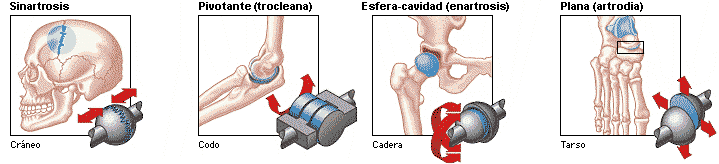 Sinartrosis
Pivotante (trocleana)
Esfera-cavidad (enartrosis)
Plana (artrodia)
Cráneo
Codo
Cadera
Tarso